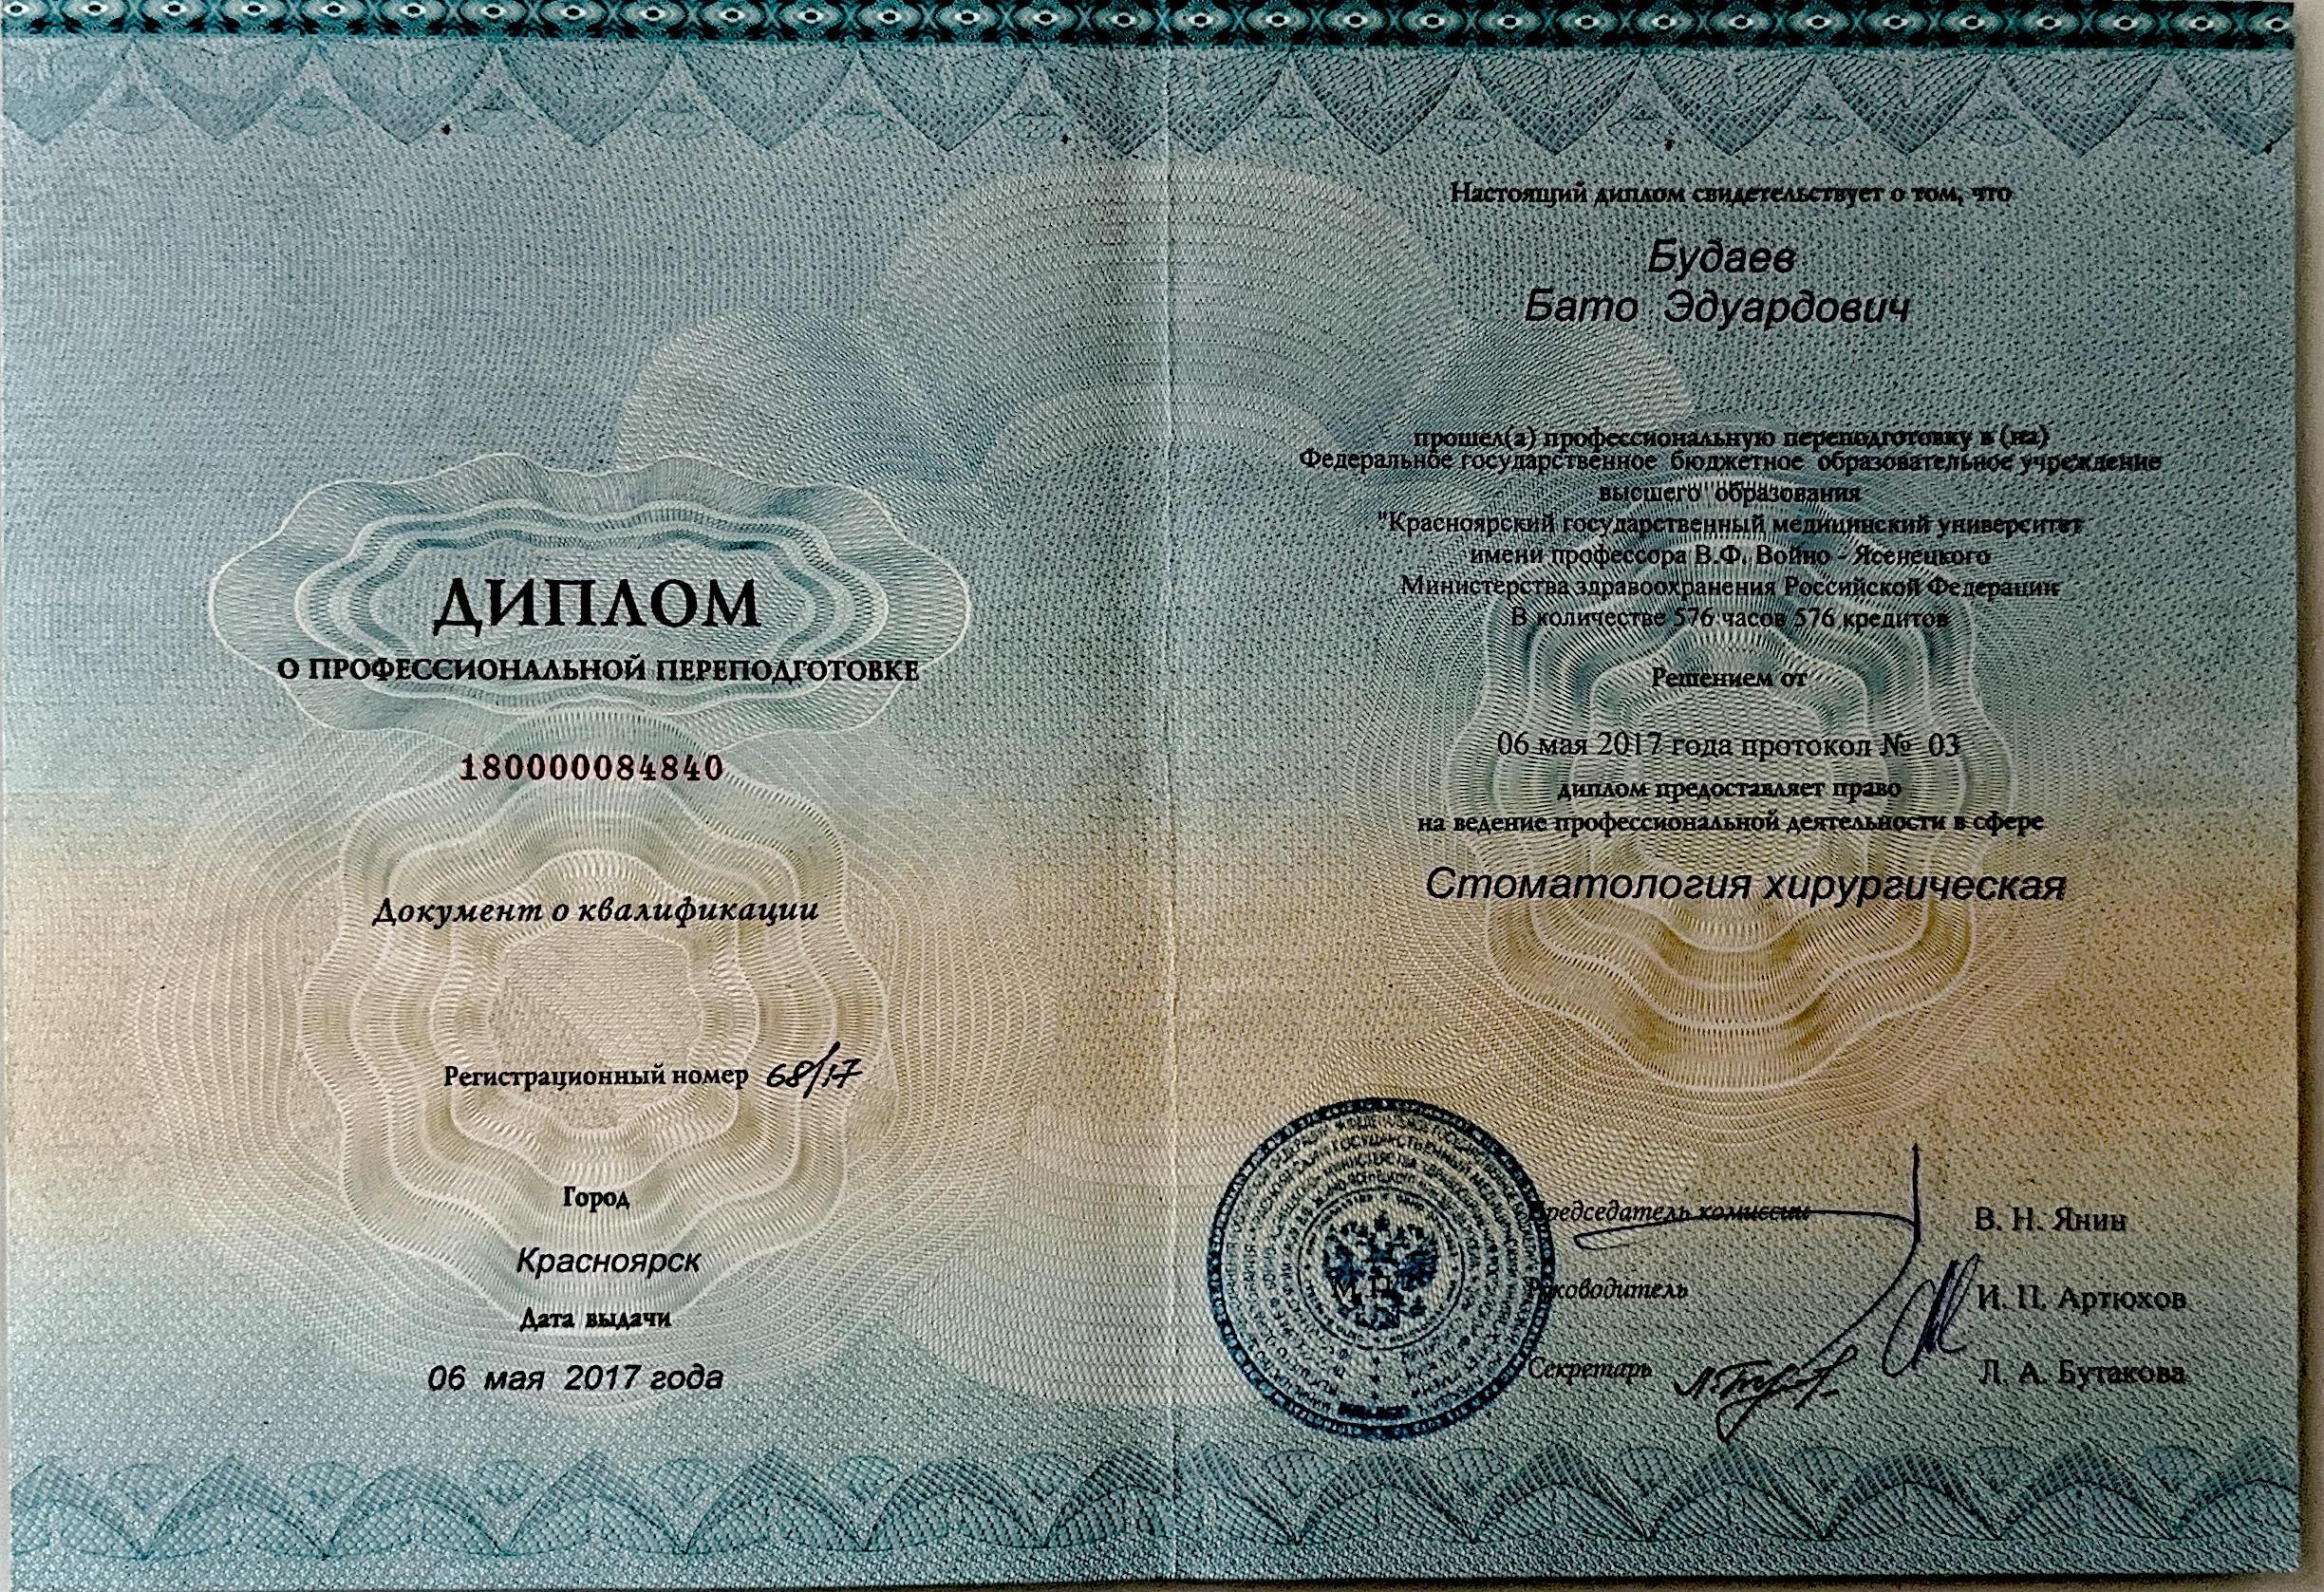 ДИПЛОМ
О ПРОФЕССИОНАЛЬНОЙ ПЕРЕПОДГОТОВКЕ
180000084840
Документ о квалификации
Регистрационный номер 68/17
Город
Красноярск
Дата выдачи
06 мая 2017 года
Настоящий диплом свидетельствует о том, что
Будаев
Бато Эдуардович
прошел(а) профессиональную переподготовку в (на)
Федеральное государственное бюджетное образовательное учреждение
высшего образования
"Красноярский государственный медицинский университет
имени профессора В.Ф. Войно - Ясенецкого
Министерства здравоохранения Российской Федерации
В количестве 576 часов 576 кредитов
Решением от
06 мая 2017 года протокол № 03
диплом предоставляет право
на ведение профессиональной деятельности в сфере
Стоматология хирургическая
Председатель комиссии В. Н. Янин
М.П.
Руководитель И. П. Артюхов
Секретарь Л. А. Бутакова